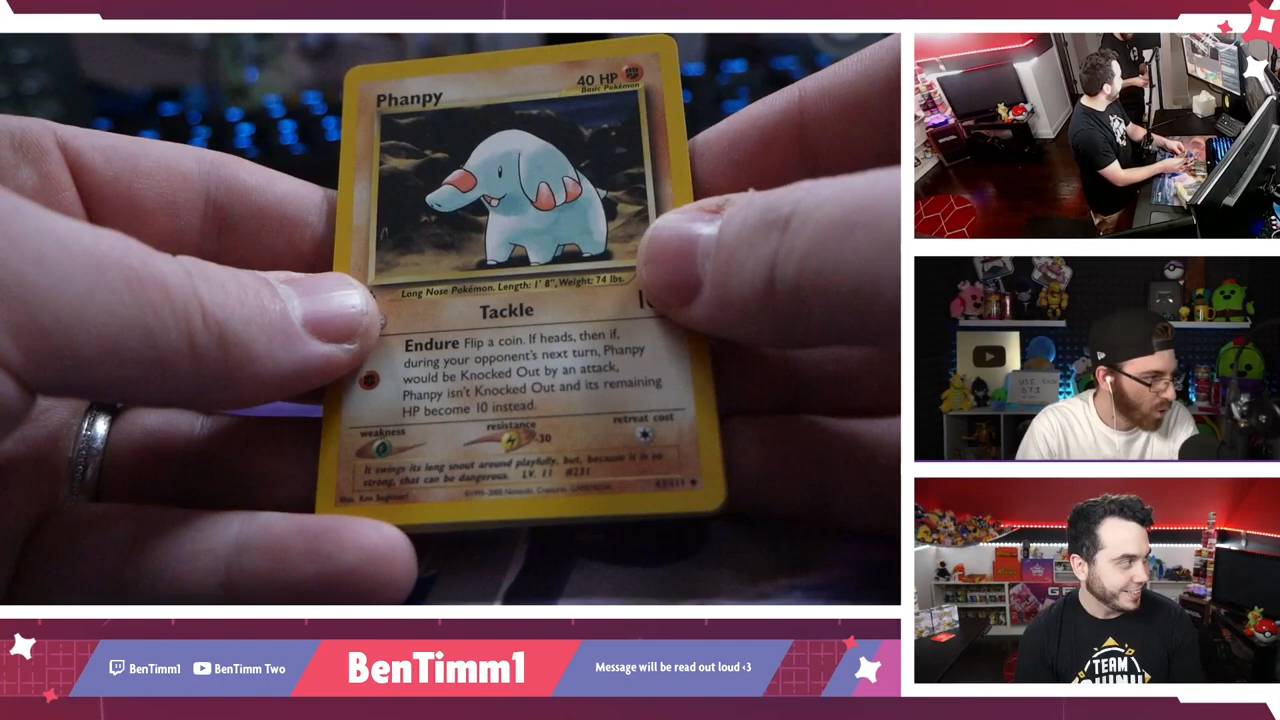 Phanpy
40 HP
Basic Pokémon
Long Nose Pokémon. Length: 1' 8", Weight: 74 lbs.
Tackle
Endure Flip a coin. If heads, then if,
during your opponent's next turn, Phanpy
would be Knocked Out by an attack,
Phanpy isn't Knocked Out and its remaining
HP become 10 instead.
weakness
resistance
-30
retreat cost
It swings its long snout around playfully, but, because it is so
strong, that can be dangerous. LV. 11 #231
BenTimm1
BenTimm Two
BenTimm1
Message will be read out loud <3
TEAM